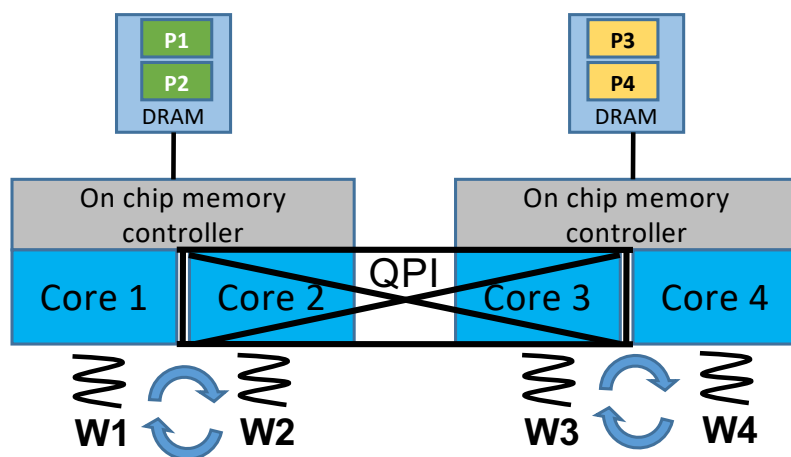 P1
P2
DRAM
P3
P4
DRAM
On chip memory
controller
On chip memory
controller
Core 1
Core 2
QPI
Core 3
Core 4
W1
W2
W3
W4